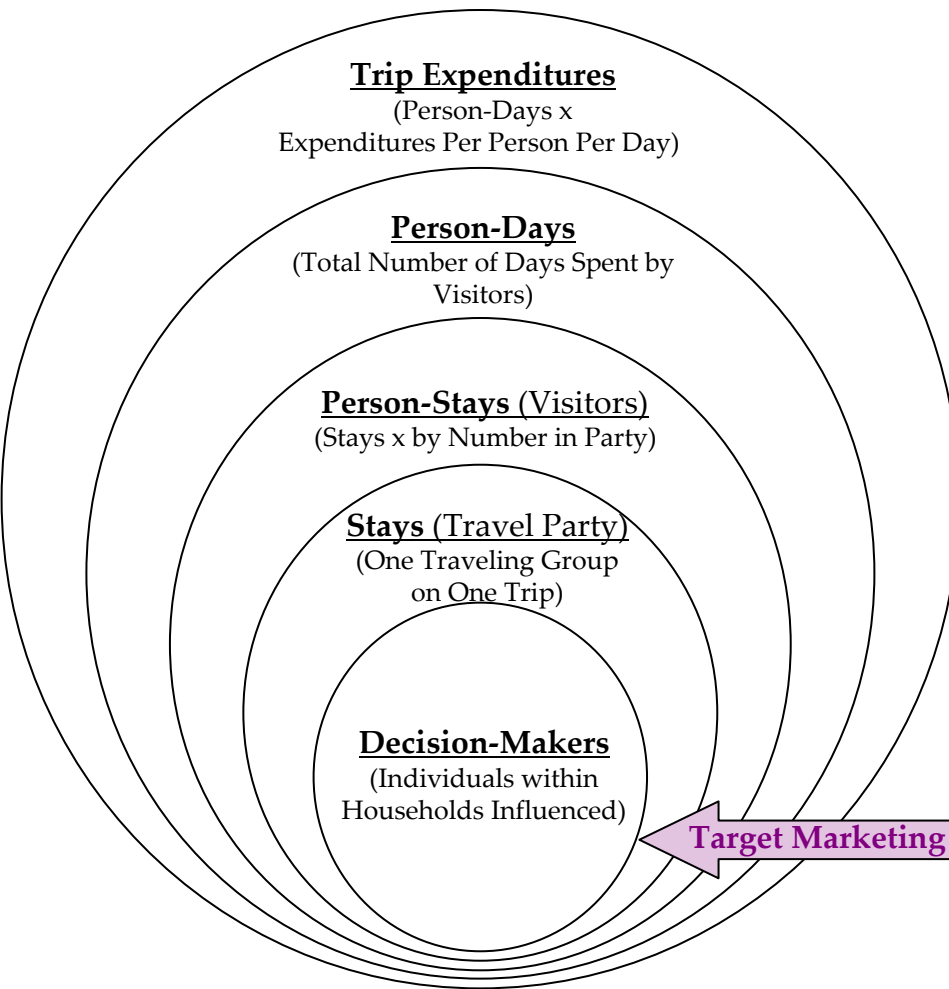 Trip Expenditures
(Person-Days x
Expenditures Per Person Per Day)
Person-Days
(Total Number of Days Spent by
Visitors)
Person-Stays (Visitors)
(Stays x by Number in Party)
Stays (Travel Party)
(One Traveling Group
on One Trip)
Decision-Makers
(Individuals within
Households Influenced)
Target Marketing